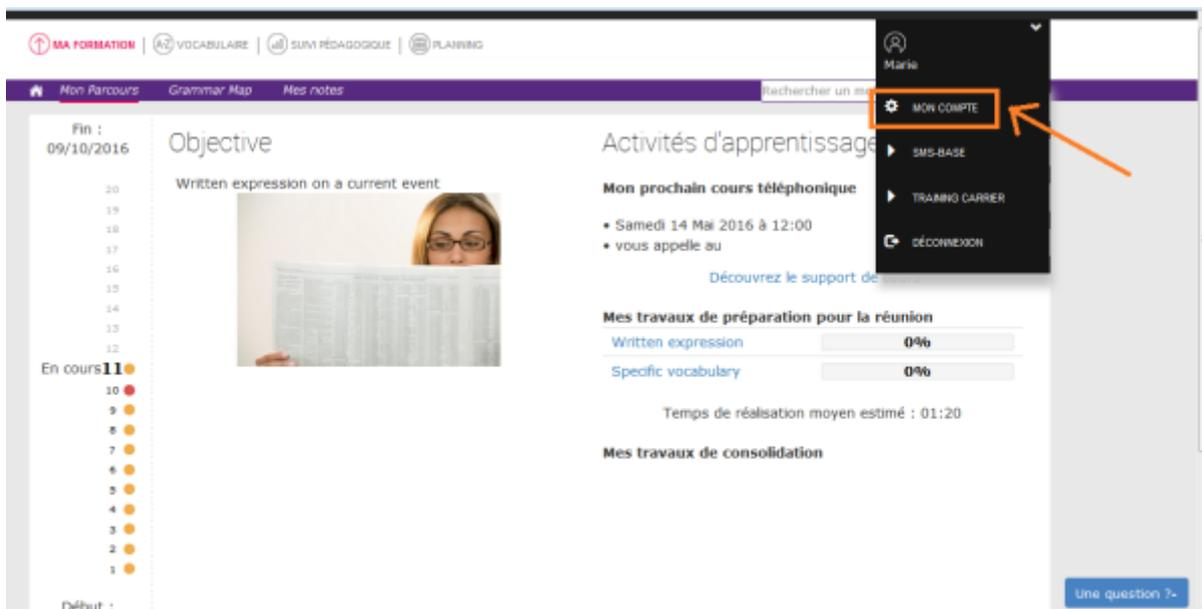 MA FORMATION | A-Z VOCABULAIRE | SUIVI PÉDAGOGIQUE | PLANNING
Marie
Mon Parcours Grammar Map Mes notes Rechercher un
MON COMPTE
SMS-BASE
TRAINING CARRIER
DÉCONNEXION
Fin :
09/10/2016
20
19
18
17
16
15
14
13
12
En cours 11
10
9
8
7
6
5
4
3
2
1
Début :
Objective
Written expression on a current event
Activités d'apprentissage
Mon prochain cours téléphonique
• Samedi 14 Mai 2016 à 12:00
• vous appelle au
Découvrez le support de
Mes travaux de préparation pour la réunion
Written expression 0%
Specific vocabulary 0%
Temps de réalisation moyen estimé : 01:20
Mes travaux de consolidation
Une question ?-